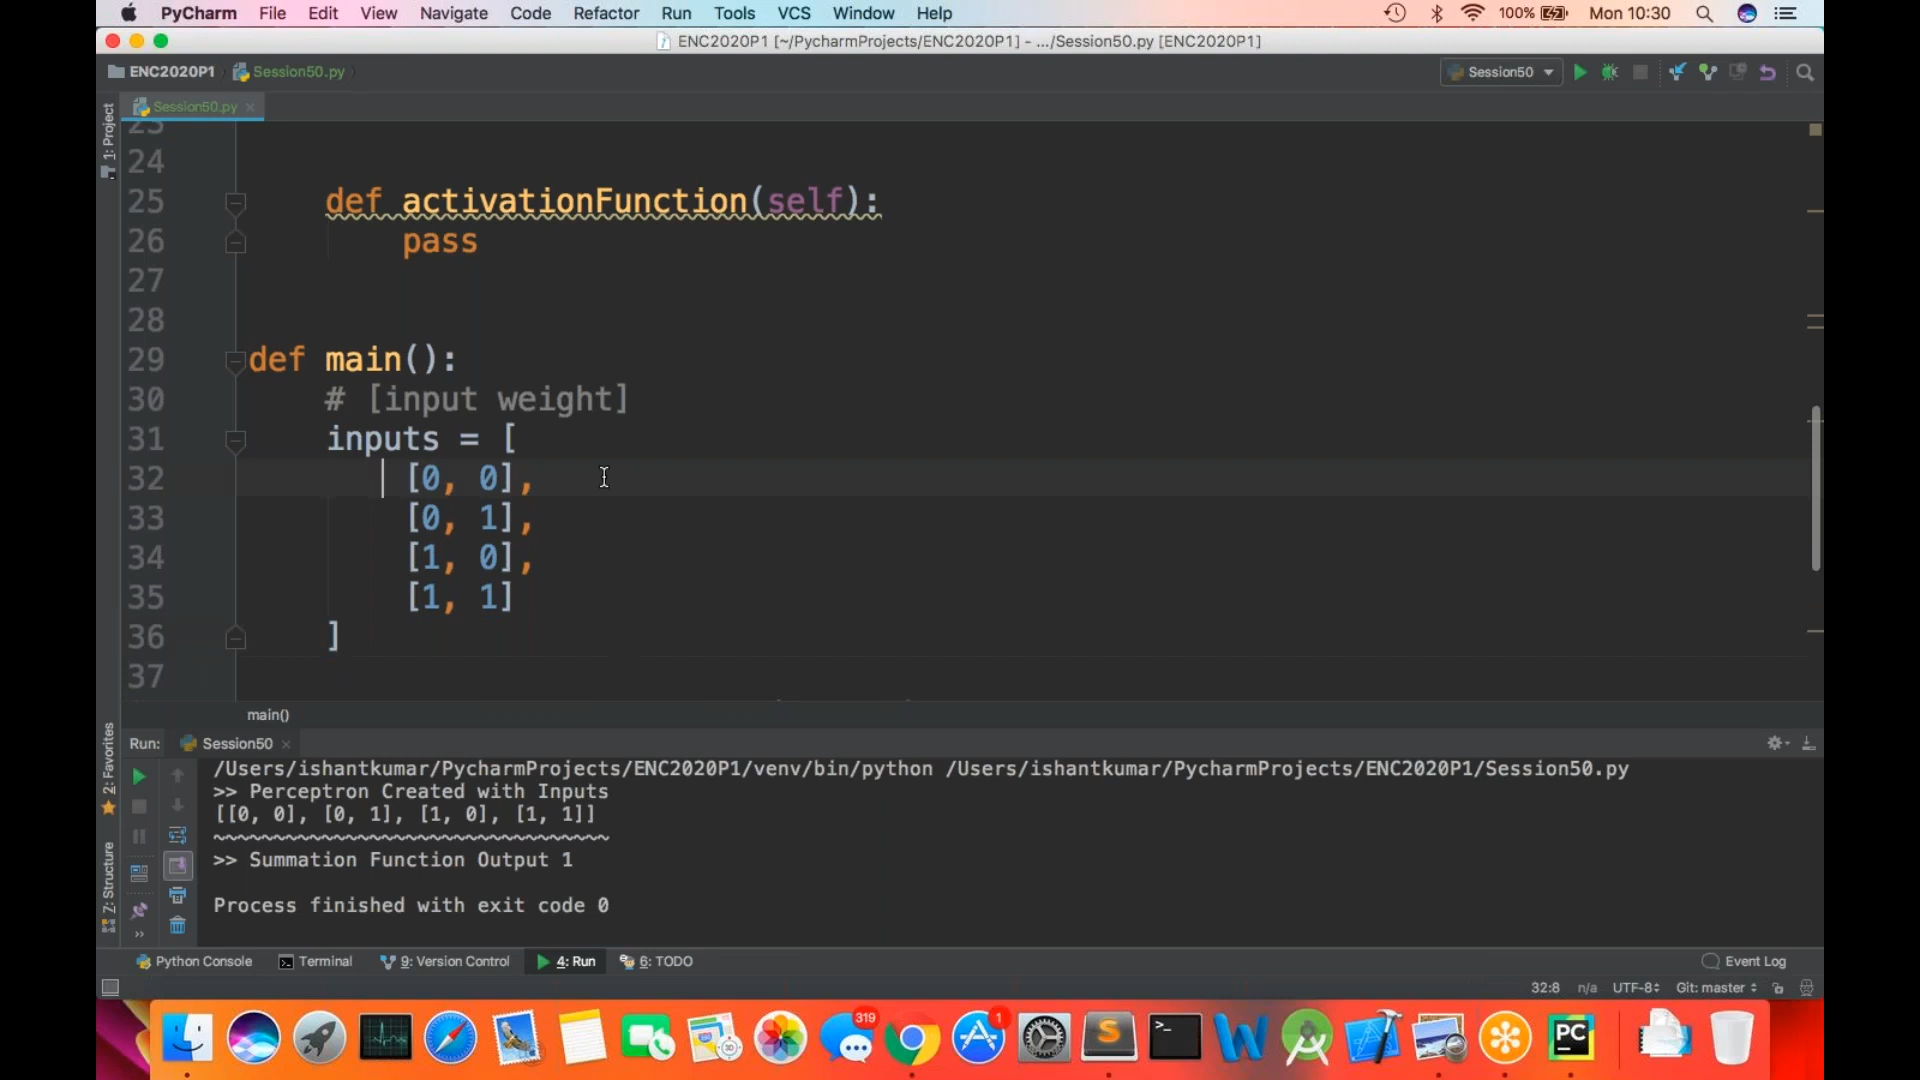 PyCharm File Edit View Navigate Code Refactor Run Tools VCS Window Help 100% Mon 10:30
ENC2020P1 [~/PycharmProjects/ENC2020P1] - .../Session50.py [ENC2020P1]
ENC2020P1 Session50.py Session50
Session50.py
1: Project
23
24
25 def activationFunction(self):
26 pass
27
28
29 def main():
30 # [input weight]
31 inputs = [
32 [0, 0],
33 [0, 1],
34 [1, 0],
35 [1, 1]
36 ]
37
main()
2: Favorites
Z: Structure
Run: Session50
/Users/ishantkumar/PycharmProjects/ENC2020P1/venv/bin/python /Users/ishantkumar/PycharmProjects/ENC2020P1/Session50.py
>> Perceptron Created with Inputs
[[0, 0], [0, 1], [1, 0], [1, 1]]
~~~~~~~~~~~~~~~~~~~~~~~~~~~~~~~~~
>> Summation Function Output 1
Process finished with exit code 0
Python Console Terminal 9: Version Control 4: Run 6: TODO Event Log
32:8 n/a UTF-8 Git: master
319
1
PC